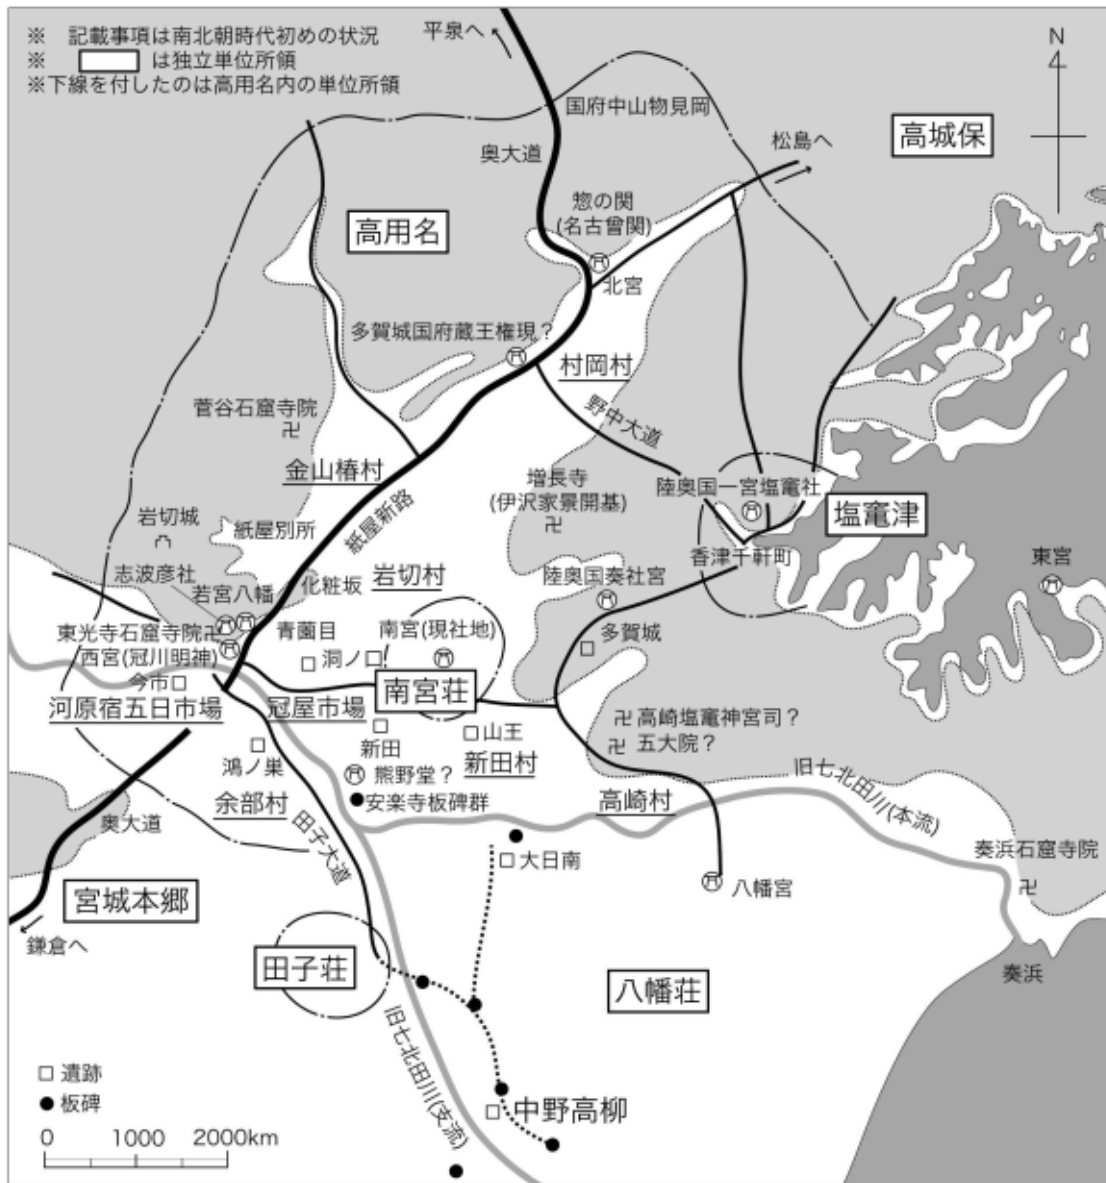 ※ 記載事項は南北朝時代初めの状況
※ は独立単位所領
※下線を付したのは高用名内の単位所領
平泉へ
N
国府中山物見岡
高城保
奥大道
松島へ
惣の関
(名古曾関)
高用名
北宮
多賀城国府蔵王権現？
村岡村
菅谷石窟寺院
野中大道
金山椿村
増長寺
(伊沢家景開基)
陸奥国一宮塩竈社
塩竃津
岩切城
紙屋別所
紙屋新路
香津千軒町
東宮
志波彦社
若宮八幡
化粧坂
岩切村
陸奥国奏社宮
東光寺石窟寺院
青薗目
南宮(現社地)
多賀城
西宮(冠川明神)
洞ノ口
今市
南宮荘
河原宿五日市場
冠屋市場
高崎塩竃神宮司？
新田
山王
五大院？
鴻ノ巣
熊野堂？
新田村
旧七北田川(本流)
余部村
安楽寺板碑群
高崎村
奥大道
田子大道
大日南
湊浜石窟寺院
宮城本郷
八幡宮
鎌倉へ
田子荘
湊浜
八幡荘
旧七北田川(支流)
遺跡
板碑
中野高柳
0 1000 2000km